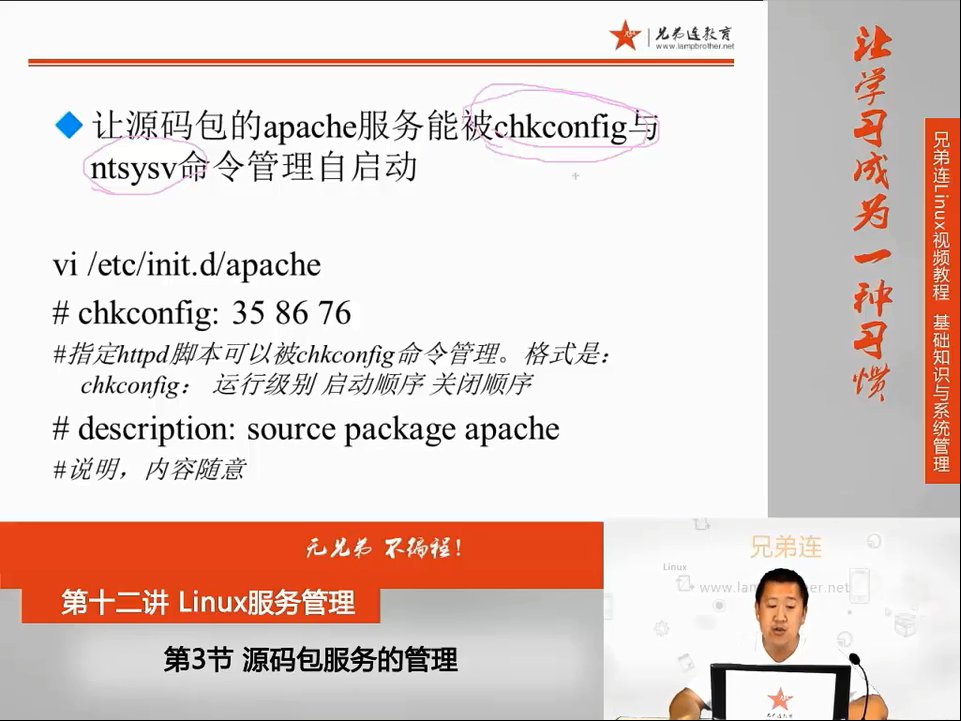 兄弟连教育
www.lampbrother.net
让源码包的apache服务能被chkconfig与
ntsysv命令管理自启动
vi /etc/init.d/apache
# chkconfig: 35 86 76
#指定httpd脚本可以被chkconfig命令管理。格式是：
chkconfig： 运行级别 启动顺序 关闭顺序
# description: source package apache
#说明，内容随意
让学习成为一种习惯
兄弟连Linux视频教程 基础知识与系统管理
无兄弟 不编程！
第十二讲 Linux服务管理
第3节 源码包服务的管理
兄弟连
Linux